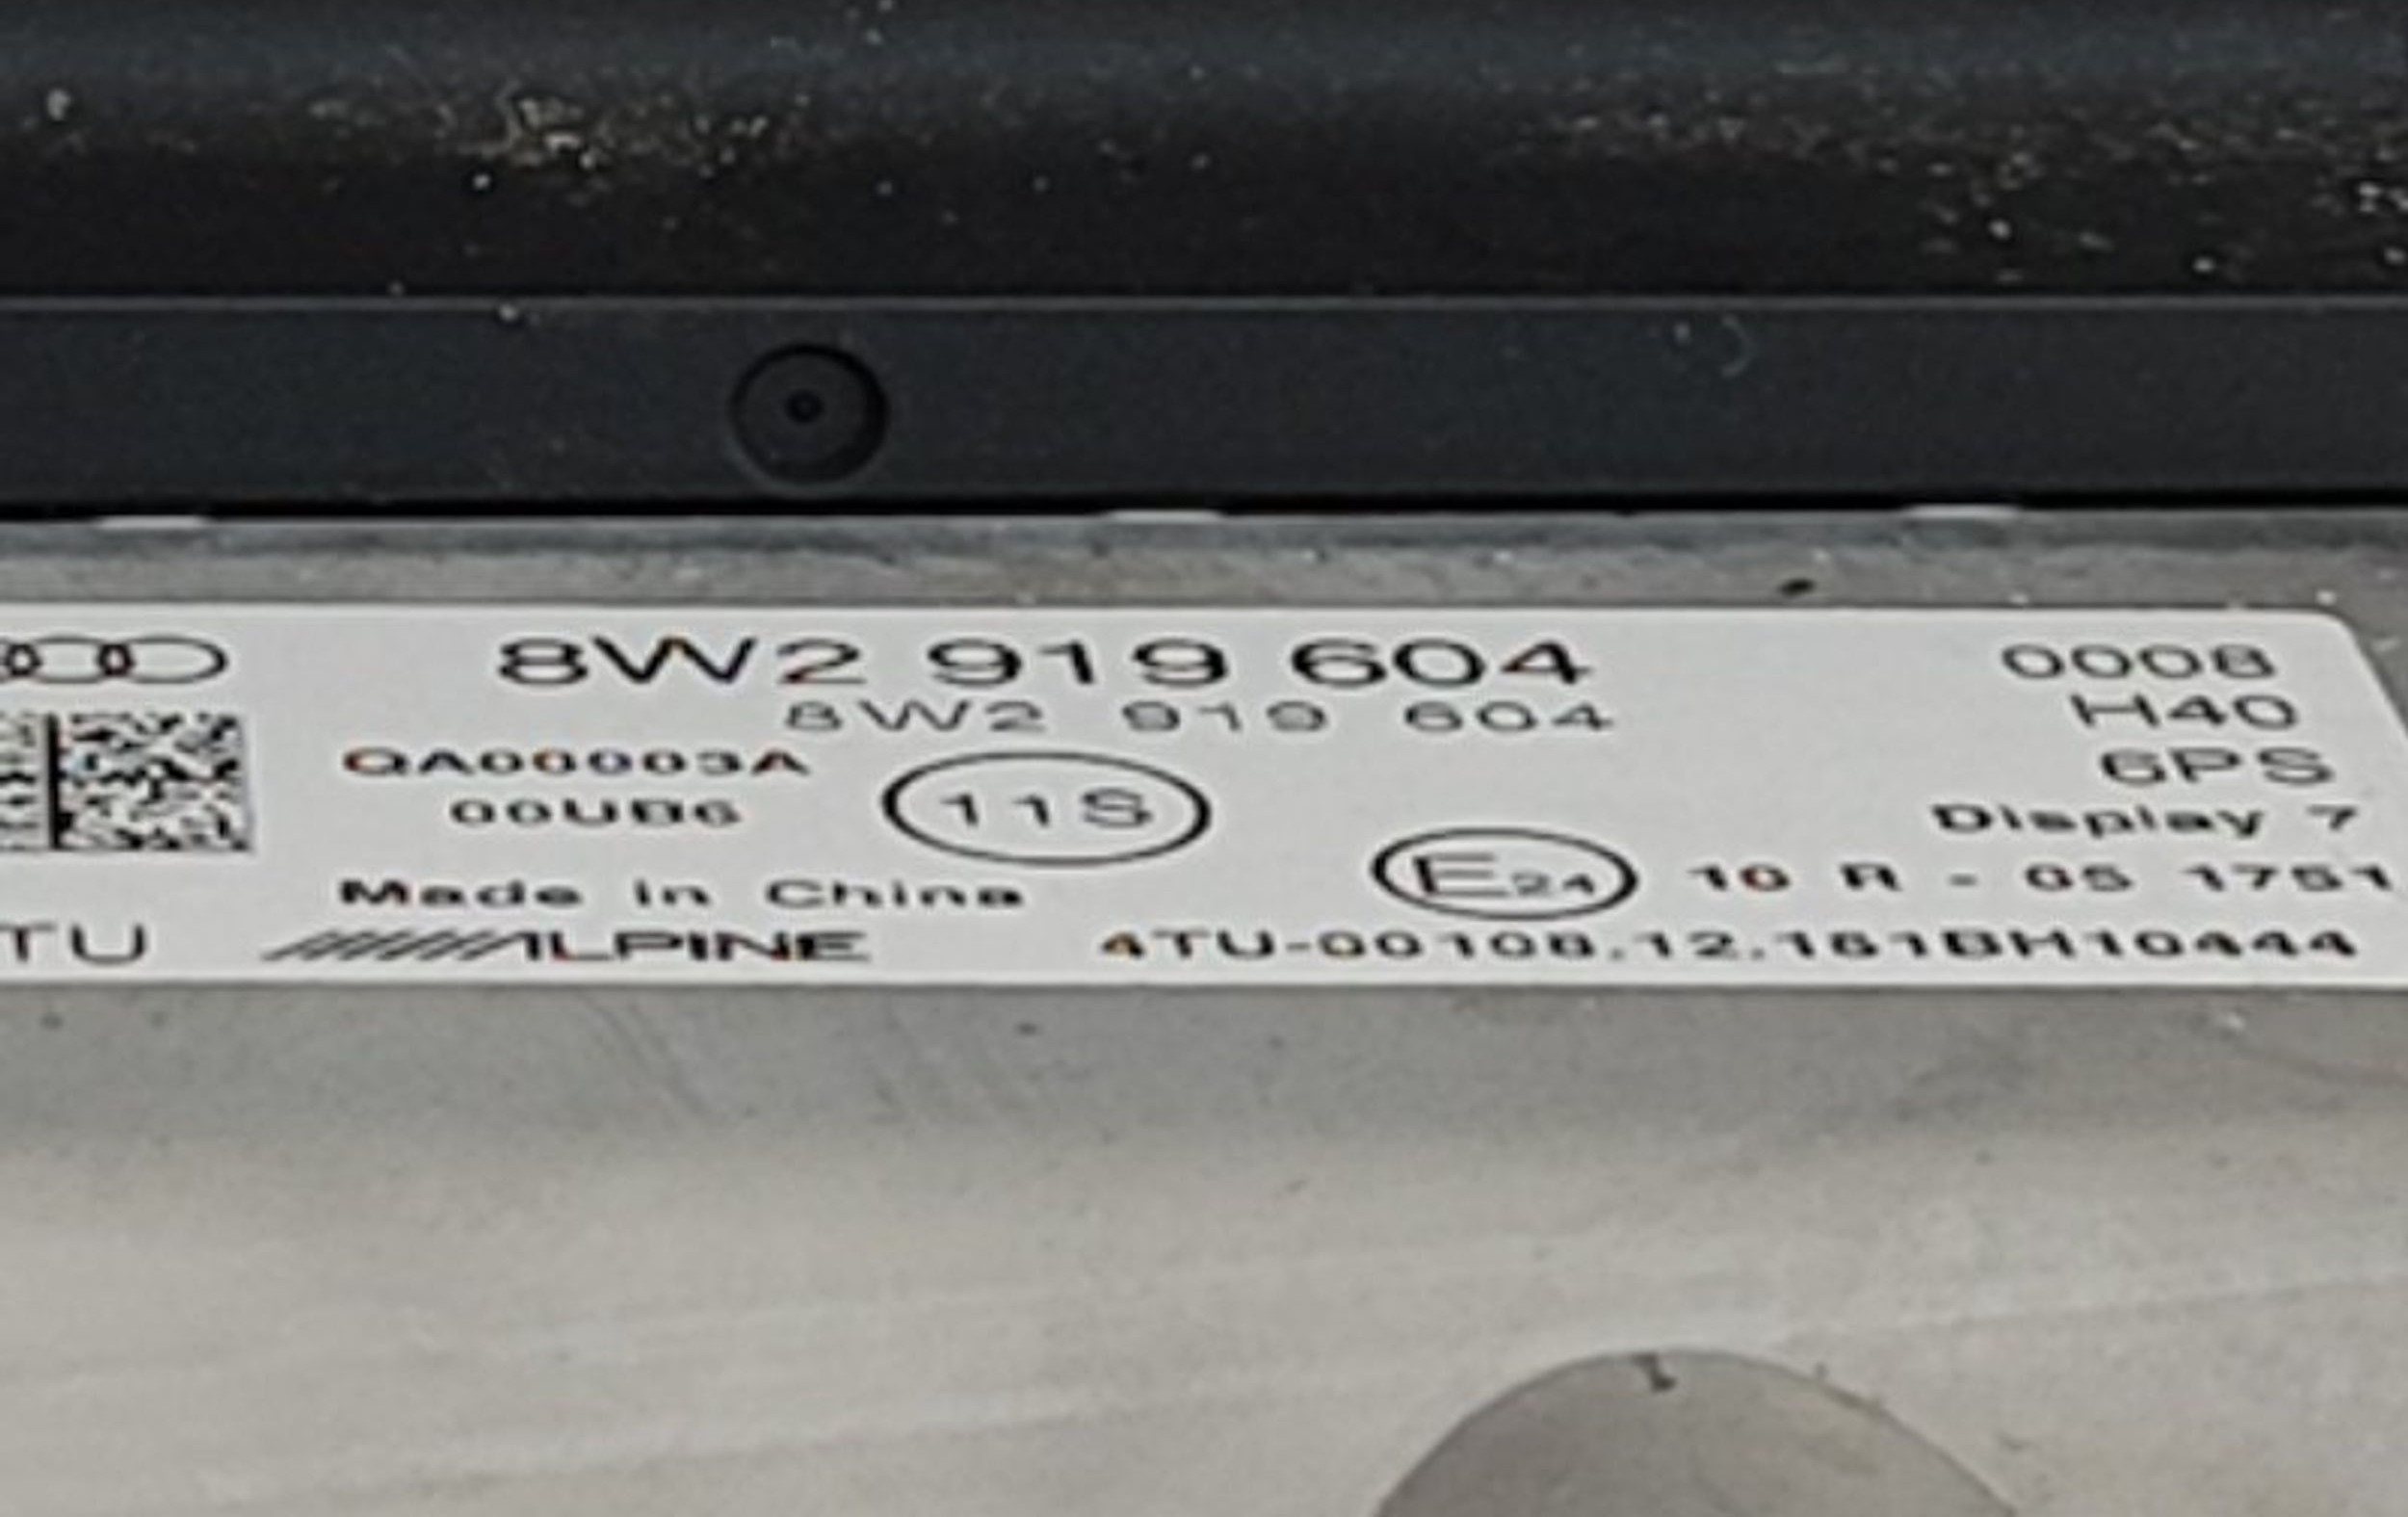 8W2 919 604 0008
8W2 919 604 H40
QA00003A 6PS
00UB6 11S Display 7
E24 10 R - 05 1751
Made in China
TU ALPINE 4TU-00108.12.161BH10444